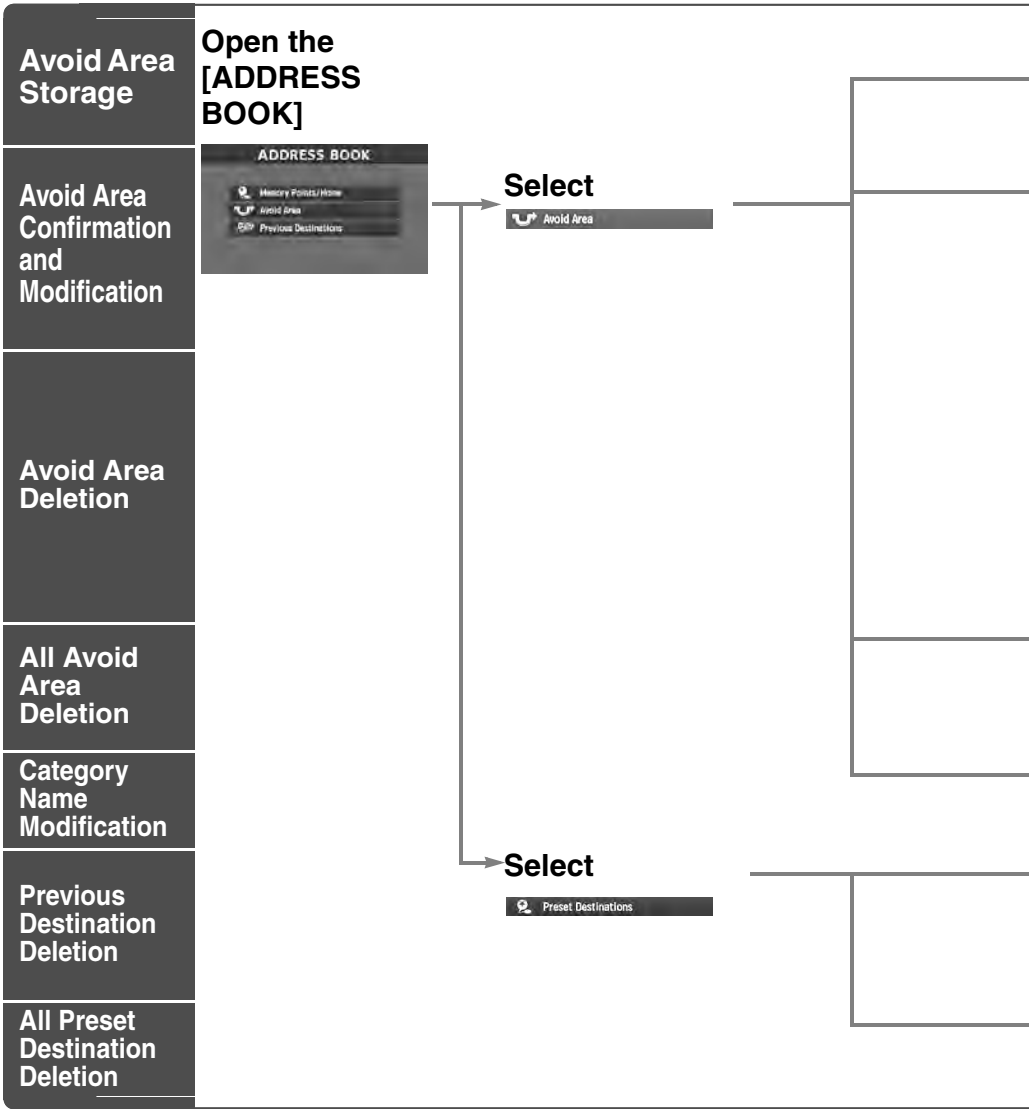 Avoid Area
Storage
Open the
[ADDRESS
BOOK]
ADDRESS BOOK
Memory Points/Home
Avoid Area
Previous Destinations
Avoid Area
Confirmation
and
Modification
Select
Avoid Area
Avoid Area
Deletion
All Avoid
Area
Deletion
Category
Name
Modification
Previous
Destination
Deletion
Select
Preset Destinations
All Preset
Destination
Deletion